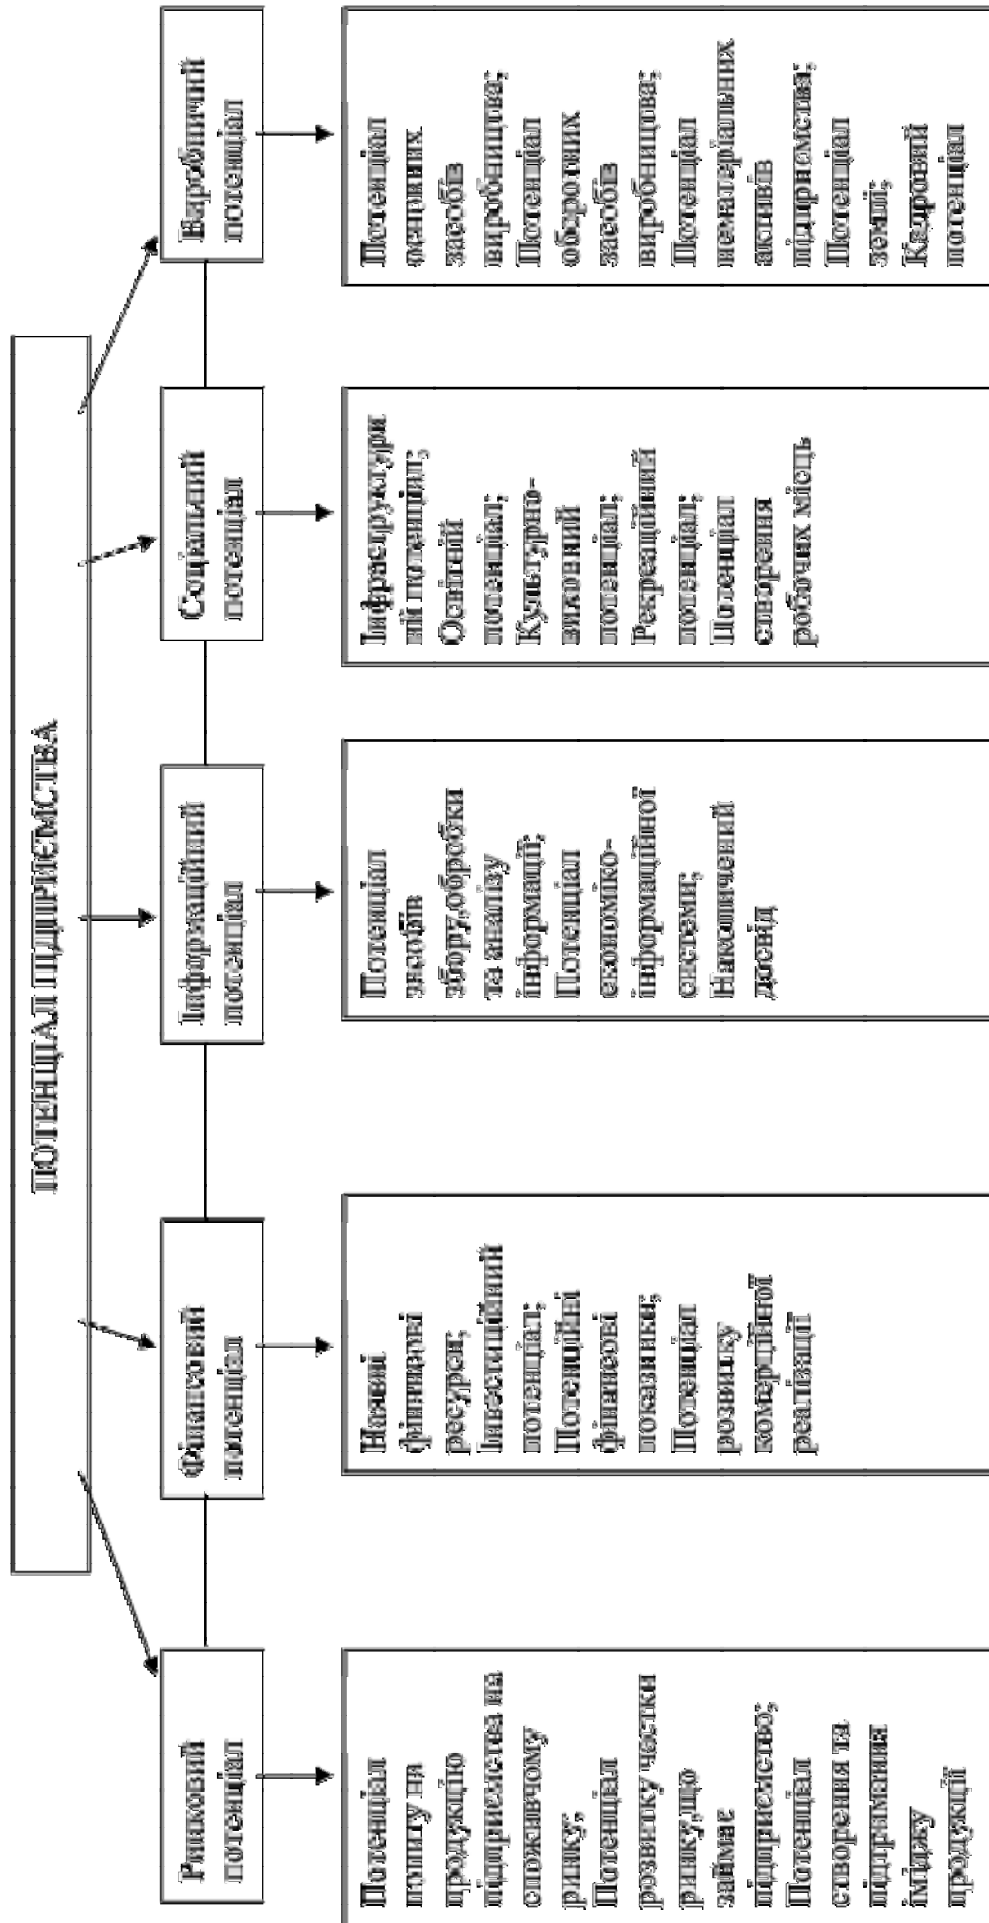 ПОТЕНЦІАЛ ПІДПРИЄМСТВА
Ринковий
потенціал
Фінансовий
потенціал
Інформаційний
потенціал
Соціальний
потенціал
Виробничий
потенціал
Потенціал
попиту на
продукцію
підприємства на
споживчому
ринку,
Потенціал
розвитку частки
ринку, що
займає
підприємство;
Потенціал
створення та
підтримання
іміджу
продукції
Наявні
фінансові
ресурси;
Інвестиційний
потенціал;
Потенційні
фінансові
показники;
Потенціал
розвитку
комерційної
реалізації
Потенціал
засобів
збору,обробки
та аналізу
інформації;
Потенціал
економіко-
інформаційної
системи;
Накопичений
досвід
Інфраструктурн
ий потенціал;
Освітній
потенціал;
Культурно-
виховний
потенціал;
Рекреаційний
потенціал;
Потенціал
створення
робочих місць
Потенціал
основних
засобів
виробництва;
Потенціал
оборотних
засобів
виробництва;
Потенціал
нематеріальних
активів
підприємства;
Потенціал
землі;
Кадровий
потенціал